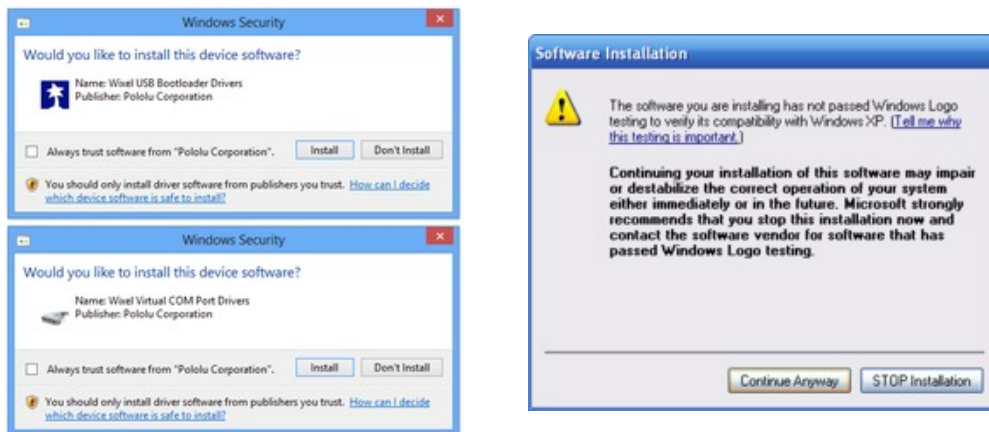 Windows Security
Would you like to install this device software?
Name: Wixel USB Bootloader Drivers
Publisher: Pololu Corporation
Always trust software from "Pololu Corporation".
Install
Don't Install
You should only install driver software from publishers you trust. How can I decide
which device software is safe to install?
Windows Security
Would you like to install this device software?
Name: Wixel Virtual COM Port Drivers
Publisher: Pololu Corporation
Always trust software from "Pololu Corporation".
Install
Don't Install
You should only install driver software from publishers you trust. How can I decide
which device software is safe to install?
Software Installation
The software you are installing has not passed Windows Logo
testing to verify its compatibility with Windows XP. (Tell me why
this testing is important.)
Continuing your installation of this software may impair
or destabilize the correct operation of your system
either immediately or in the future. Microsoft strongly
recommends that you stop this installation now and
contact the software vendor for software that has
passed Windows Logo testing.
Continue Anyway
STOP Installation